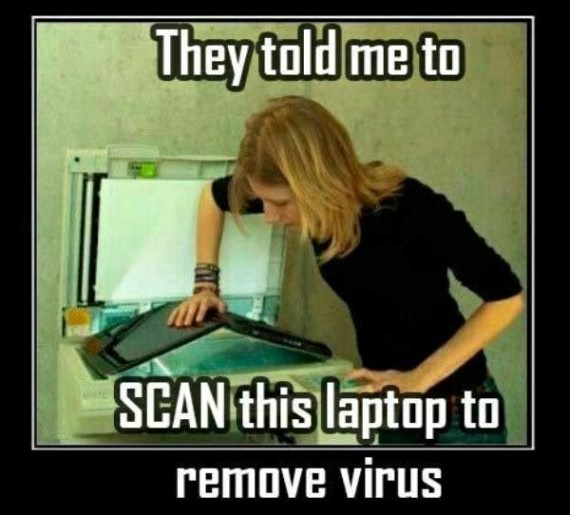 They told me to
SCAN this laptop to
remove virus